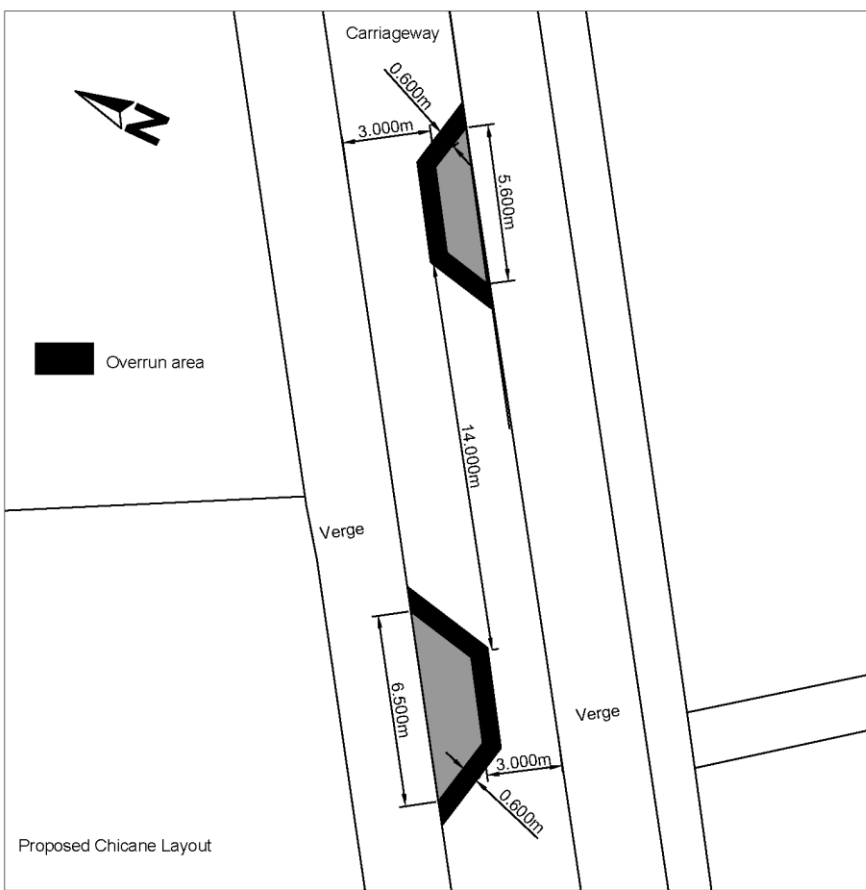 Carriageway
0.600m
3.000m
N
5.600m
Overrun area
14.000m
Verge
6.500m
Verge
3.000m
0.600m
Proposed Chicane Layout